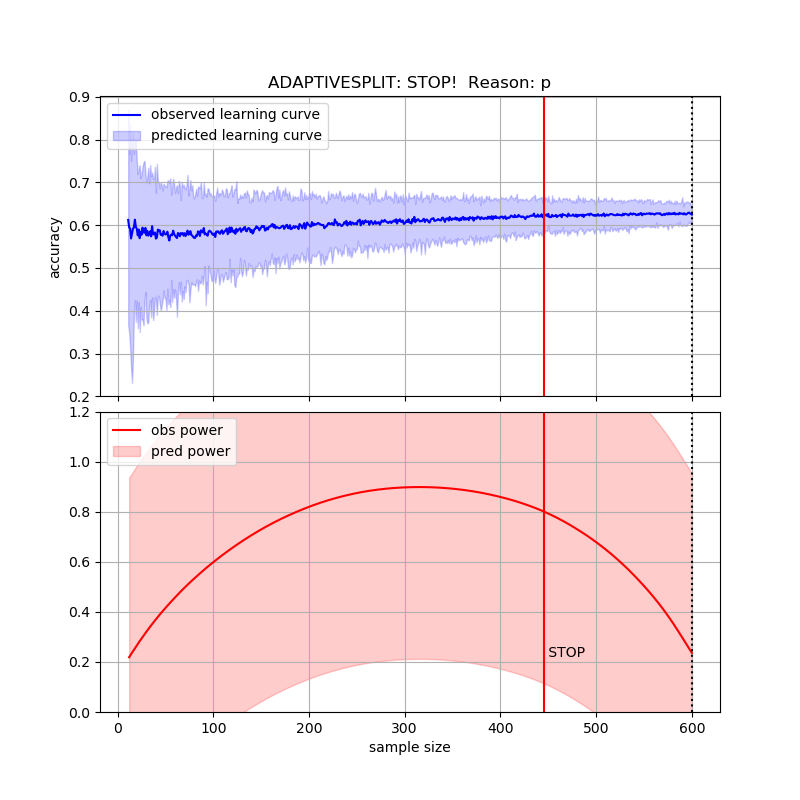 ADAPTIVESPLIT: STOP!  Reason: p
0.9
0.8
0.7
0.6
0.5
0.4
0.3
0.2
accuracy
observed learning curve
predicted learning curve
1.2
1.0
0.8
0.6
0.4
0.2
0.0
obs power
pred power
STOP
0 100 200 300 400 500 600
sample size